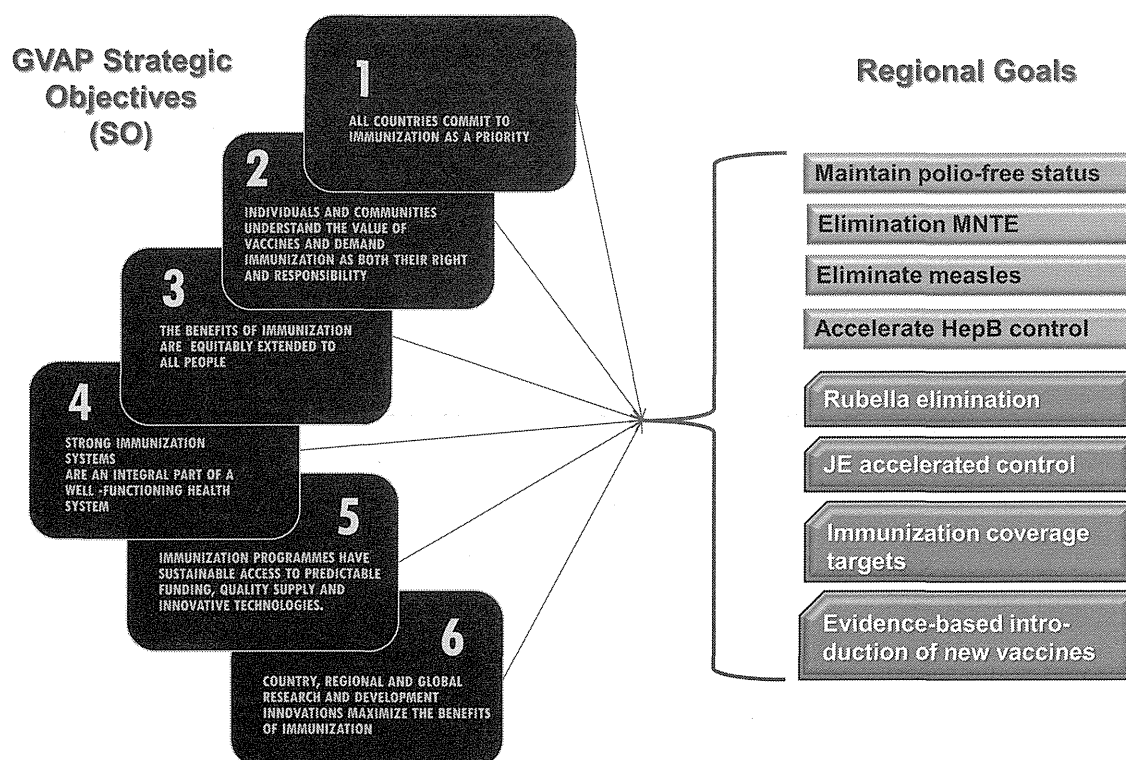 GVAP Strategic
Objectives
(SO)
1
ALL COUNTRIES COMMIT TO
IMMUNIZATION AS A PRIORITY
2
INDIVIDUALS AND COMMUNITIES
UNDERSTAND THE VALUE OF
VACCINES AND DEMAND
IMMUNIZATION AS BOTH THEIR RIGHT
AND RESPONSIBILITY
3
THE BENEFITS OF IMMUNIZATION
ARE EQUITABLY EXTENDED TO
ALL PEOPLE
4
STRONG IMMUNIZATION
SYSTEMS
ARE AN INTEGRAL PART OF A
WELL -FUNCTIONING HEALTH
SYSTEM
5
IMMUNIZATION PROGRAMMES HAVE
SUSTAINABLE ACCESS TO PREDICTABLE
FUNDING, QUALITY SUPPLY AND
INNOVATIVE TECHNOLOGIES.
6
COUNTRY, REGIONAL AND GLOBAL
RESEARCH AND DEVELOPMENT
INNOVATIONS MAXIMIZE THE BENEFITS
OF IMMUNIZATION
Regional Goals
Maintain polio-free status
Elimination MNTE
Eliminate measles
Accelerate HepB control
Rubella elimination
JE accelerated control
Immunization coverage
targets
Evidence-based intro-
duction of new vaccines